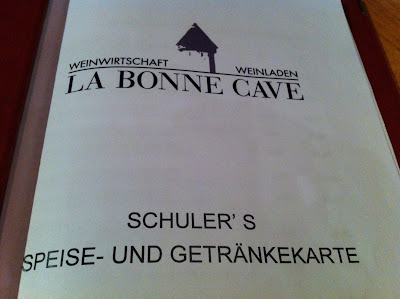 WEINWIRTSCHAFT WEINLADEN
LA BONNE CAVE
SCHULER' S
SPEISE- UND GETRÄNKEKARTE